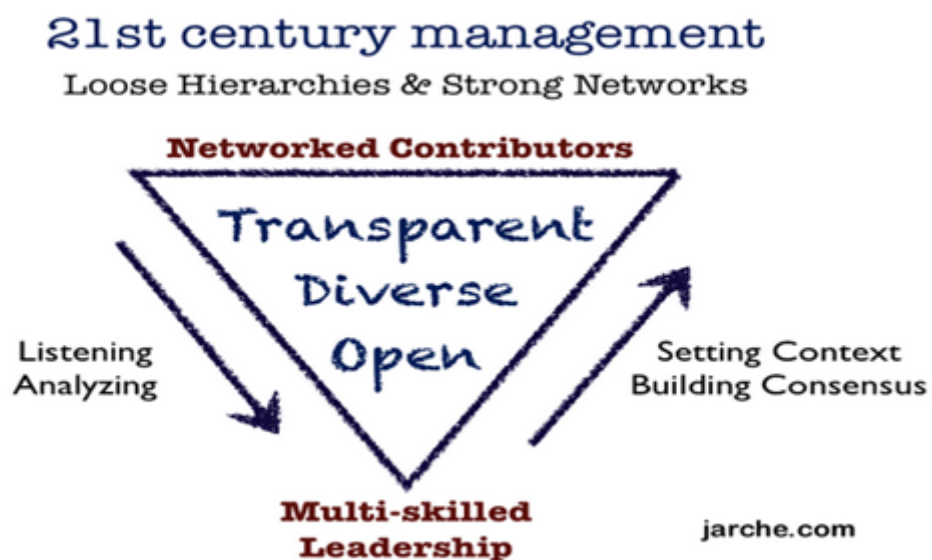 21st century management
Loose Hierarchies & Strong Networks
Networked Contributors
Transparent
Diverse
Open
Listening
Analyzing
Setting Context
Building Consensus
Multi-skilled
Leadership
jarche.com